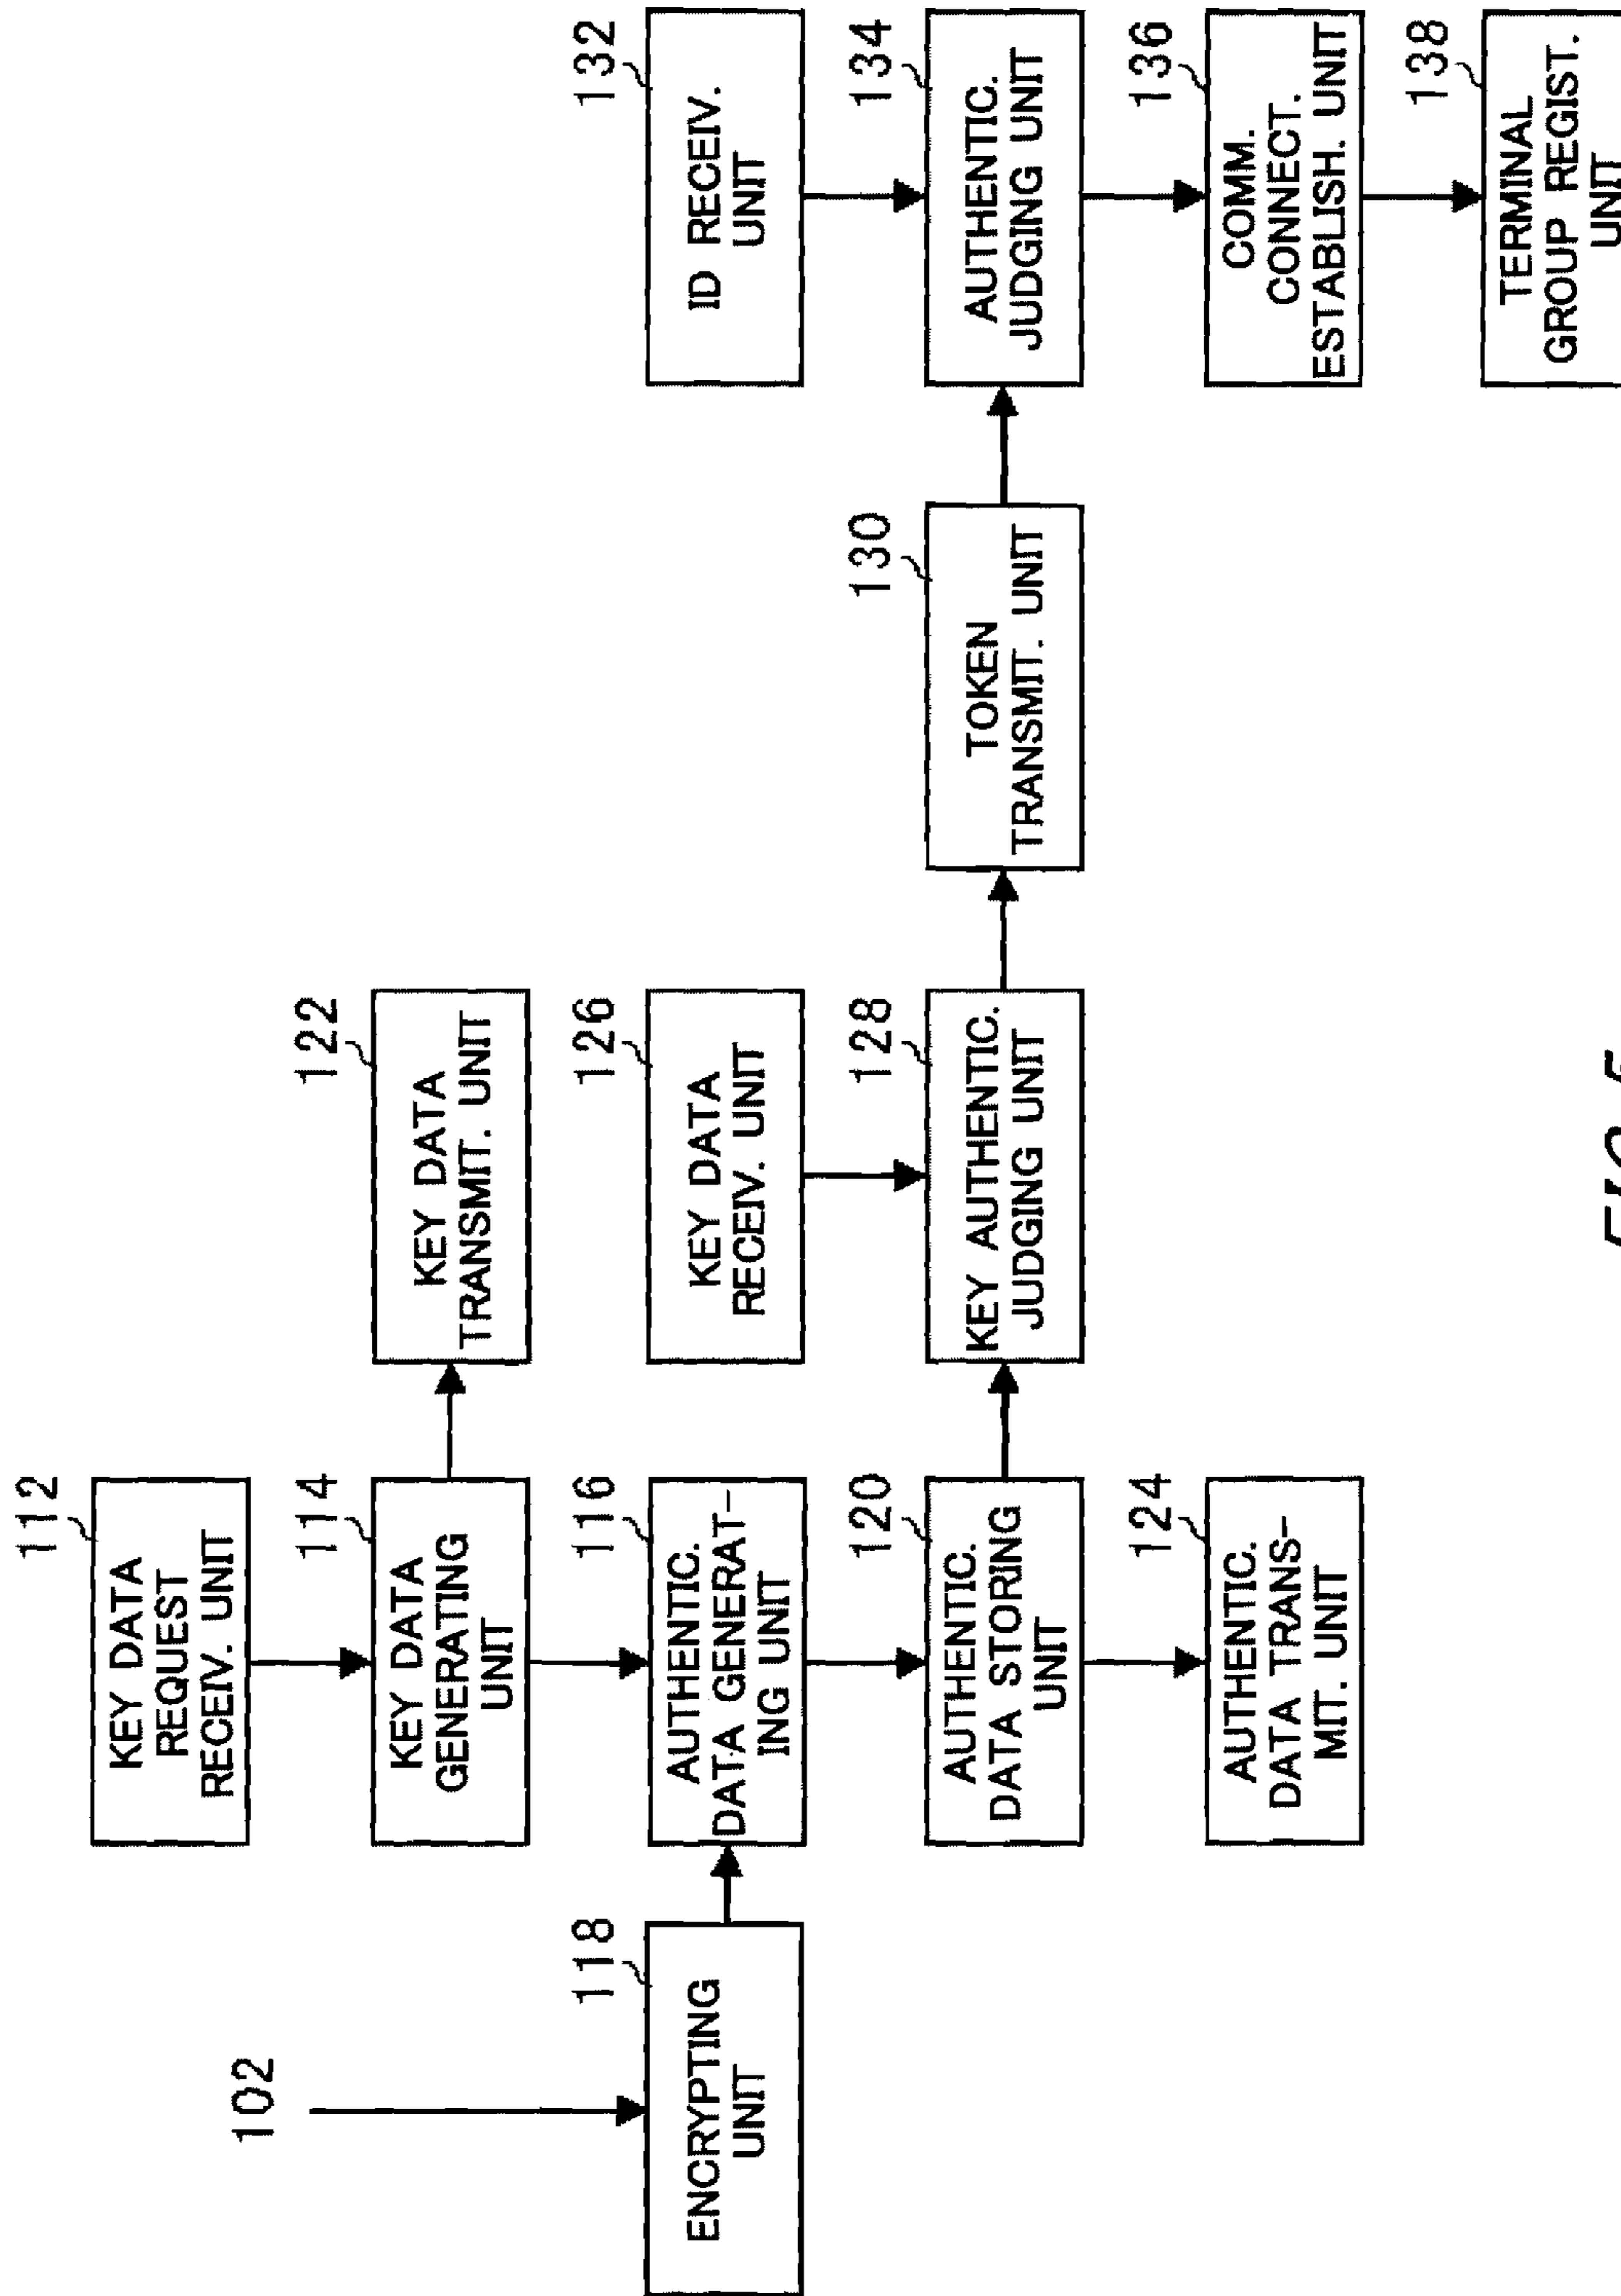 112
KEY DATA
REQUEST
RECEIV. UNIT
114
KEY DATA
GENERATING
UNIT
122
KEY DATA
TRANSMIT. UNIT
102
118
ENCRYPTING
UNIT
116
AUTHENTIC.
DATA GENERAT-
ING UNIT
126
KEY DATA
RECEIV. UNIT
132
ID RECEIV.
UNIT
120
AUTHENTIC.
DATA STORING
UNIT
128
KEY AUTHENTIC.
JUDGING UNIT
130
TOKEN
TRANSMIT. UNIT
134
AUTHENTIC.
JUDGING UNIT
124
AUTHENTIC.
DATA TRANS-
MIT. UNIT
136
COMM.
CONNECT.
ESTABLISH. UNIT
138
TERMINAL
GROUP REGIST.
UNIT